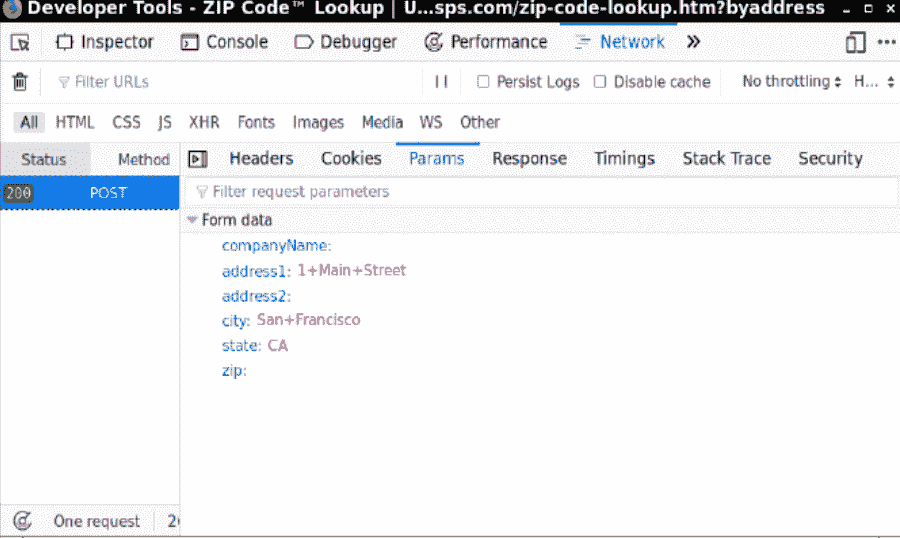 Developer Tools - ZIP Code™ Lookup | U...sps.com/zip-code-lookup.htm?byaddress
Inspector Console Debugger Performance Network
Filter URLs Persist Logs Disable cache No throttling H...
All HTML CSS JS XHR Fonts Images Media WS Other
Status Method Headers Cookies Params Response Timings Stack Trace Security
200 POST Filter request parameters
Form data
companyName:
address1: 1+Main+Street
address2:
city: San+Francisco
state: CA
zip:
One request